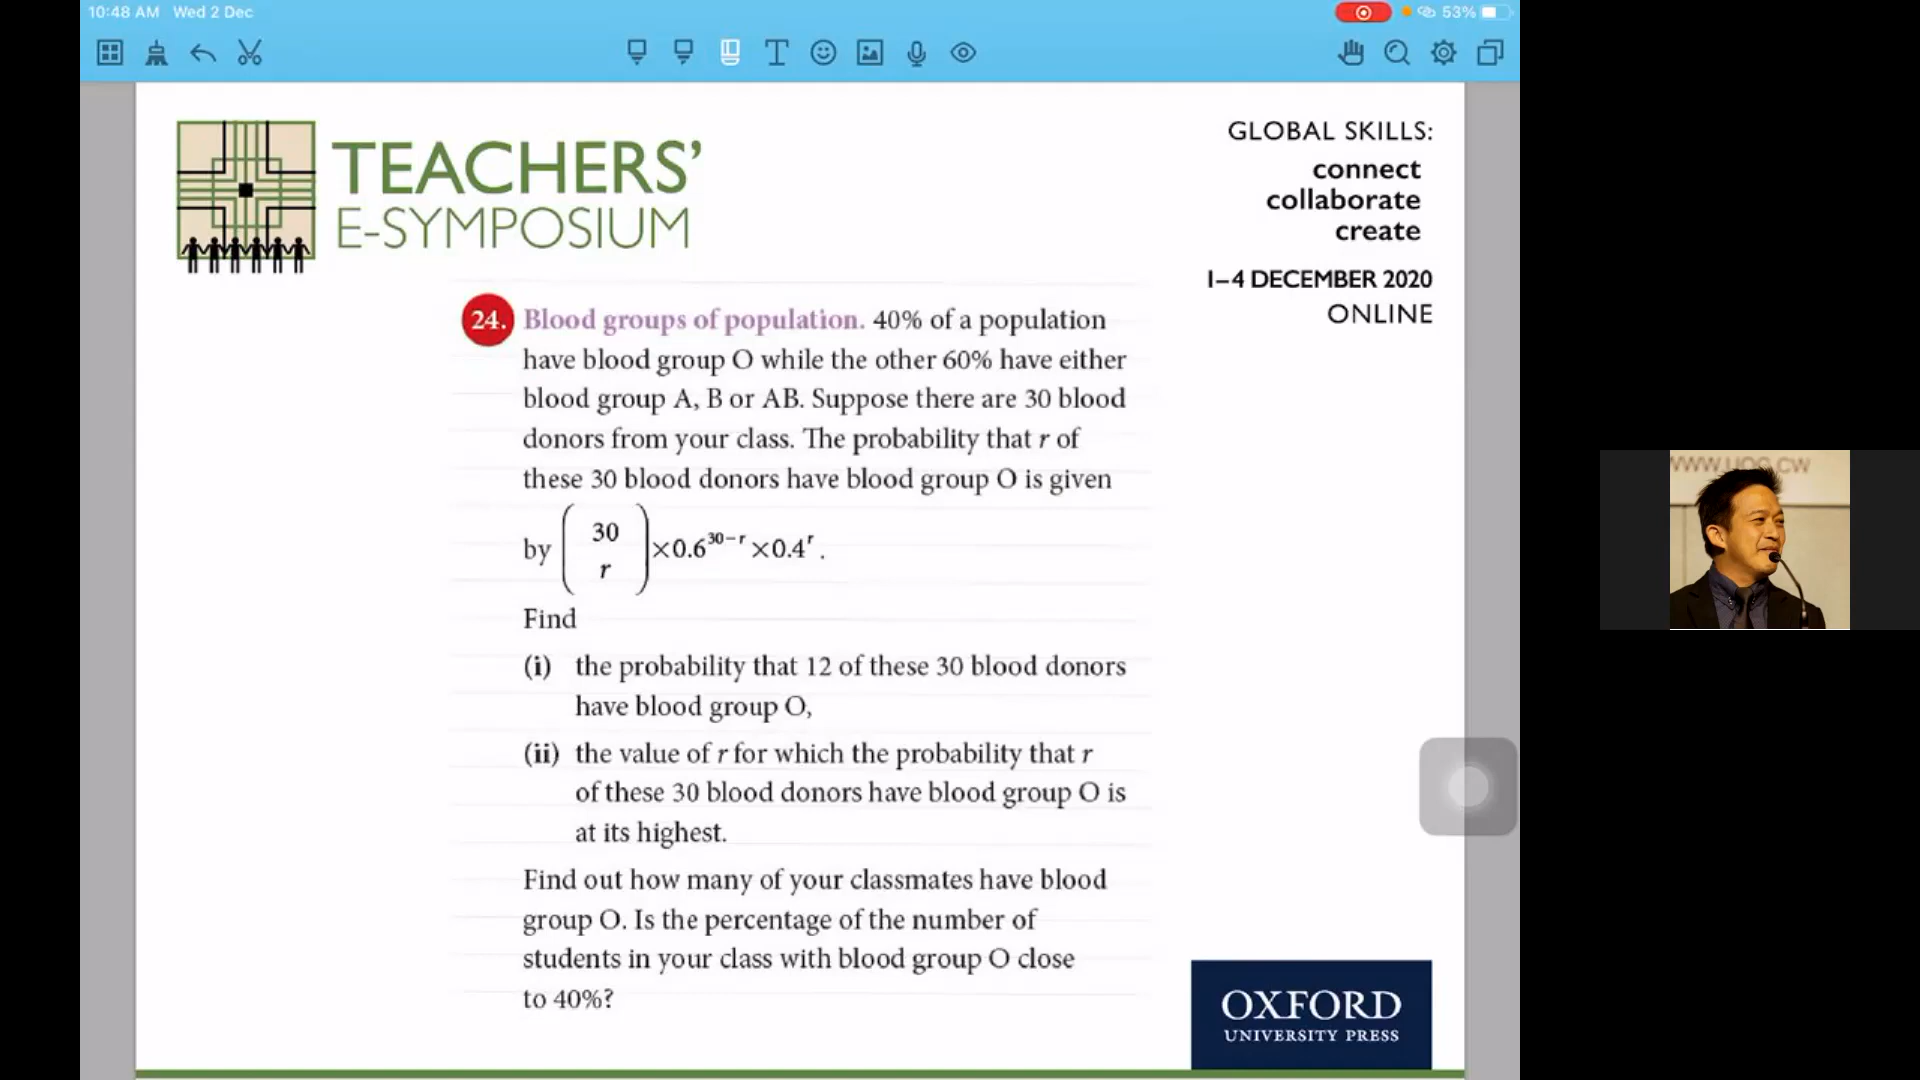 10:48 AM Wed 2 Dec
53%
TEACHERS’
E-SYMPOSIUM
GLOBAL SKILLS:
connect
collaborate
create
1–4 DECEMBER 2020
ONLINE
24. Blood groups of population. 40% of a population
have blood group O while the other 60% have either
blood group A, B or AB. Suppose there are 30 blood
donors from your class. The probability that r of
these 30 blood donors have blood group O is given
by (30 r) ×0.6³⁰⁻ʳ ×0.4ʳ .
Find
(i) the probability that 12 of these 30 blood donors
have blood group O,
(ii) the value of r for which the probability that r
of these 30 blood donors have blood group O is
at its highest.
Find out how many of your classmates have blood
group O. Is the percentage of the number of
students in your class with blood group O close
to 40%?
OXFORD
UNIVERSITY PRESS